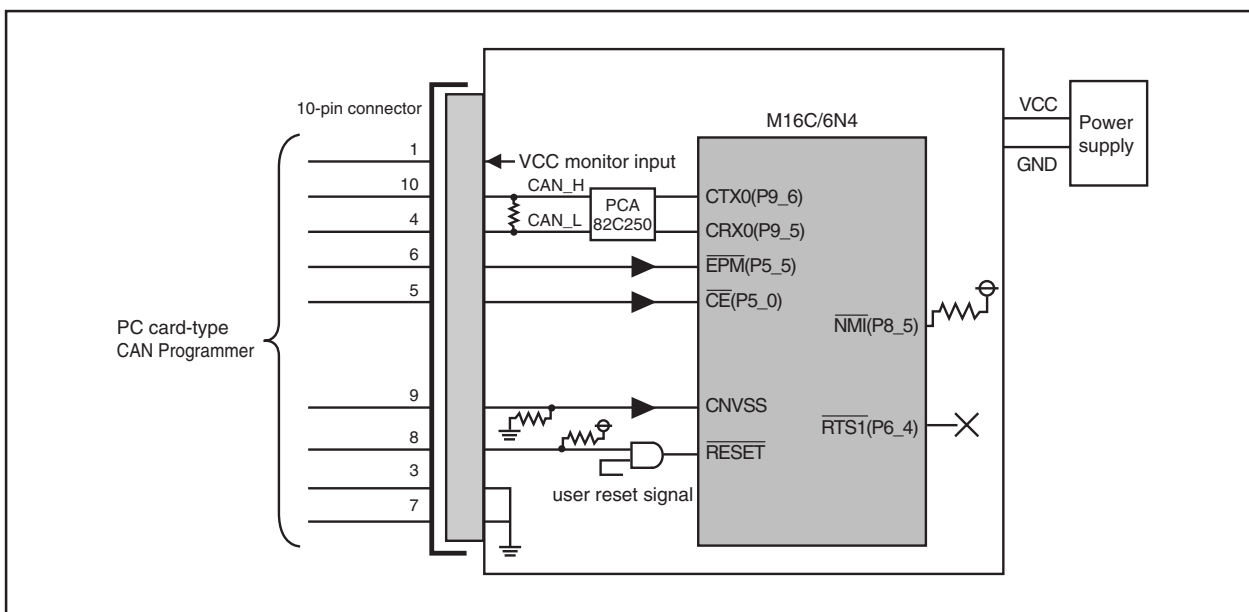 10-pin connector
M16C/6N4
VCC
Power
supply
GND
1
VCC monitor input
10
CAN_H
PCA
82C250
CTX0(P9_6)
4
CAN_L
CRX0(P9_5)
6
EPM(P5_5)
5
CE(P5_0)
NMI(P8_5)
PC card-type
CAN Programmer
9
CNVSS
RTS1(P6_4)
8
RESET
user reset signal
3
7